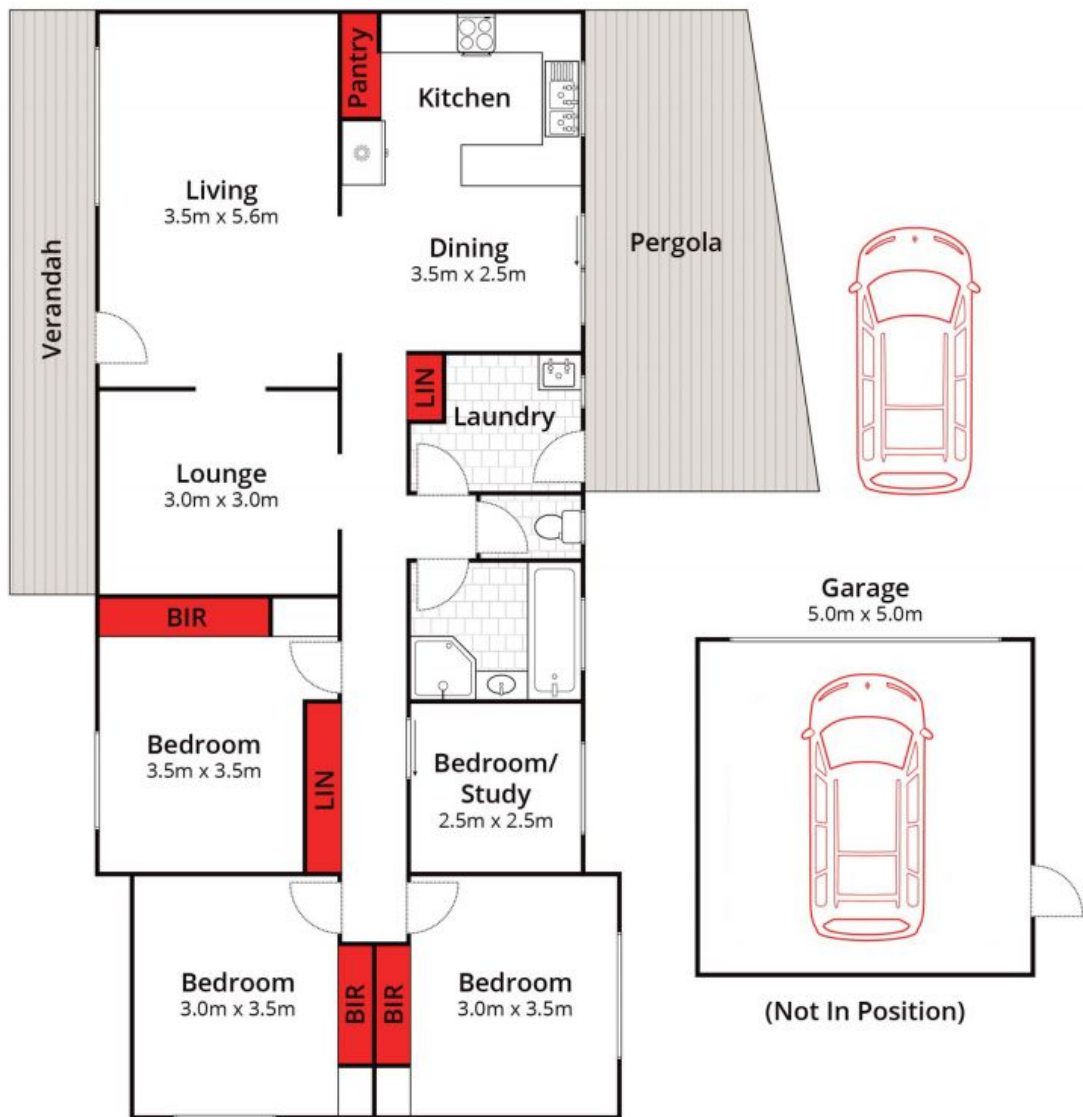 Pantry
Kitchen
Living
3.5m x 5.6m
Verandah
Dining
3.5m x 2.5m
Pergola
LIN
Laundry
Lounge
3.0m x 3.0m
BIR
Garage
5.0m x 5.0m
Bedroom
3.5m x 3.5m
LIN
Bedroom/
Study
2.5m x 2.5m
Bedroom
3.0m x 3.5m
BIR
BIR
Bedroom
3.0m x 3.5m
(Not In Position)